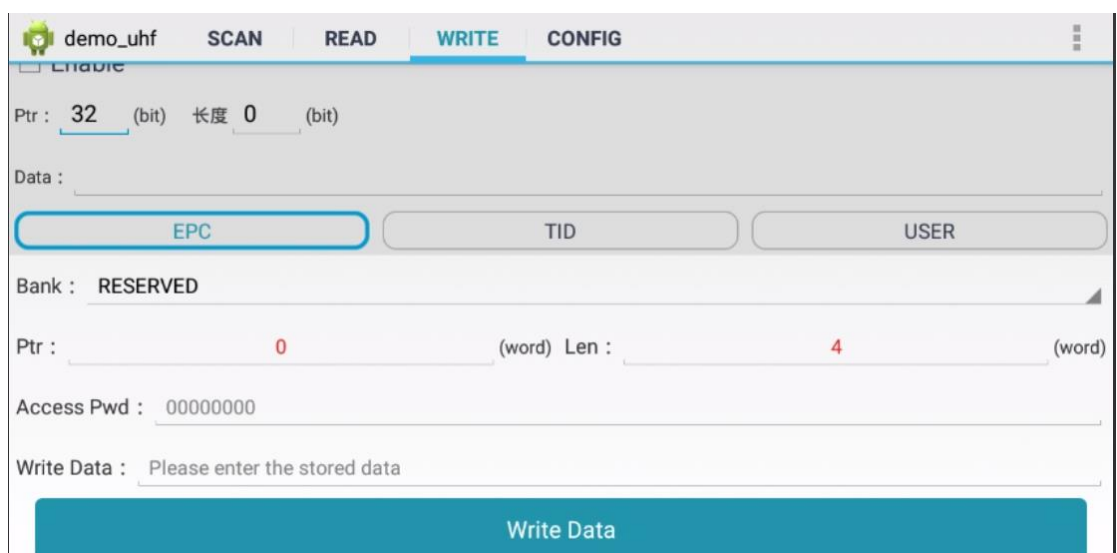 demo_uhf SCAN READ WRITE CONFIG
Enable
Ptr : 32 (bit) 长度 0 (bit)
Data :
EPC TID USER
Bank : RESERVED
Ptr : 0 (word) Len : 4 (word)
Access Pwd : 00000000
Write Data : Please enter the stored data
Write Data